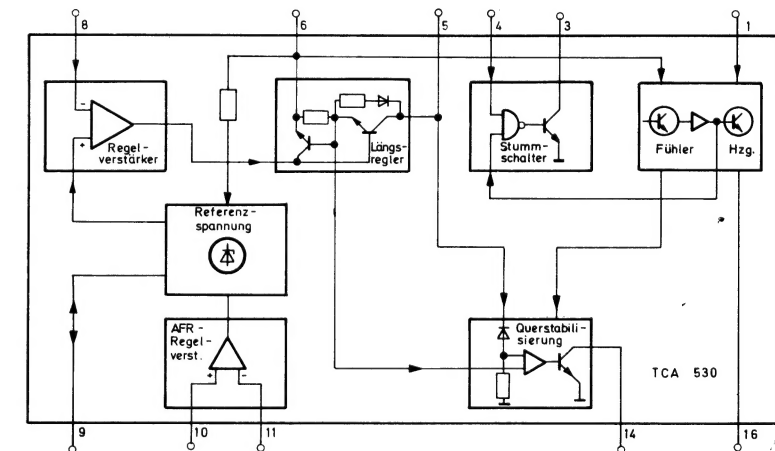 8
6
5
4
3
1
-
+
Regel-
verstärker
Längs-
regler
Stumm-
schalter
Fühler
Hzg.
Referenz-
spannung
AFR-
Regel-
verst.
+
-
Querstabili-
sierung
TCA 530
9
10
11
14
16